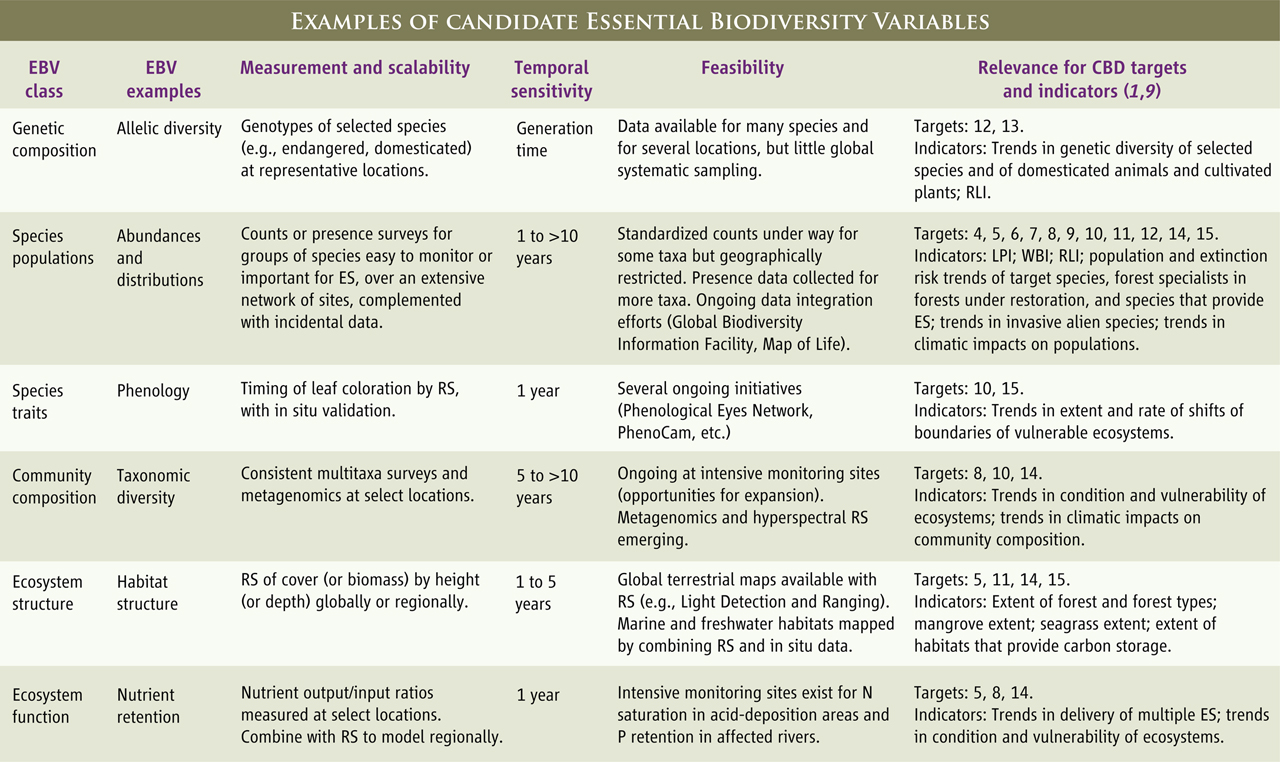 EXAMPLES OF CANDIDATE ESSENTIAL BIODIVERSITY VARIABLES
EBV class
EBV examples
Measurement and scalability
Temporal sensitivity
Feasibility
Relevance for CBD targets and indicators (1,9)
Genetic
composition
Allelic diversity
Genotypes of selected species
(e.g., endangered, domesticated)
at representative locations.
Generation
time
Data available for many species and
for several locations, but little global
systematic sampling.
Targets: 12, 13.
Indicators: Trends in genetic diversity of selected
species and of domesticated animals and cultivated
plants; RLI.
Species
populations
Abundances
and
distributions
Counts or presence surveys for
groups of species easy to monitor or
important for ES, over an extensive
network of sites, complemented
with incidental data.
1 to >10
years
Standardized counts under way for
some taxa but geographically
restricted. Presence data collected for
more taxa. Ongoing data integration
efforts (Global Biodiversity
Information Facility, Map of Life).
Targets: 4, 5, 6, 7, 8, 9, 10, 11, 12, 14, 15.
Indicators: LPI; WBI; RLI; population and extinction
risk trends of target species, forest specialists in
forests under restoration, and species that provide
ES; trends in invasive alien species; trends in
climatic impacts on populations.
Species
traits
Phenology
Timing of leaf coloration by RS,
with in situ validation.
1 year
Several ongoing initiatives
(Phenological Eyes Network,
PhenoCam, etc.)
Targets: 10, 15.
Indicators: Trends in extent and rate of shifts of
boundaries of vulnerable ecosystems.
Community
composition
Taxonomic
diversity
Consistent multitaxa surveys and
metagenomics at select locations.
5 to >10
years
Ongoing at intensive monitoring sites
(opportunities for expansion).
Metagenomics and hyperspectral RS
emerging.
Targets: 8, 10, 14.
Indicators: Trends in condition and vulnerability of
ecosystems; trends in climatic impacts on
community composition.
Ecosystem
structure
Habitat
structure
RS of cover (or biomass) by height
(or depth) globally or regionally.
1 to 5
years
Global terrestrial maps available with
RS (e.g., Light Detection and Ranging).
Marine and freshwater habitats mapped
by combining RS and in situ data.
Targets: 5, 11, 14, 15.
Indicators: Extent of forest and forest types;
mangrove extent; seagrass extent; extent of
habitats that provide carbon storage.
Ecosystem
function
Nutrient
retention
Nutrient output/input ratios
measured at select locations.
Combine with RS to model regionally.
1 year
Intensive monitoring sites exist for N
saturation in acid-deposition areas and
P retention in affected rivers.
Targets: 5, 8, 14.
Indicators: Trends in delivery of multiple ES; trends
in condition and vulnerability of ecosystems.